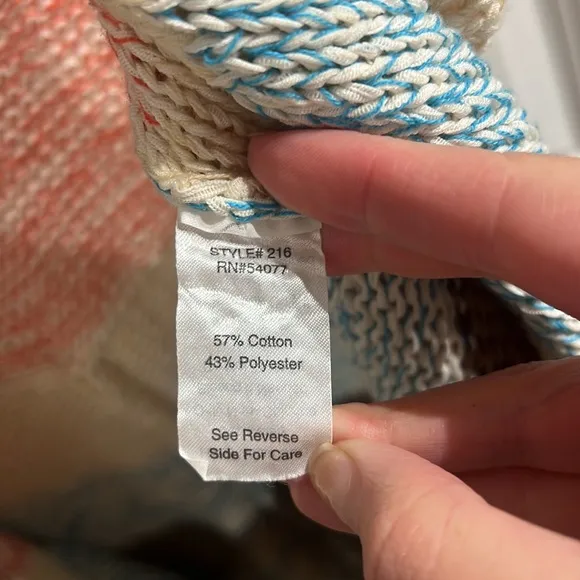 STYLE# 216
RN#54077
57% Cotton
43% Polyester
See Reverse
Side For Care